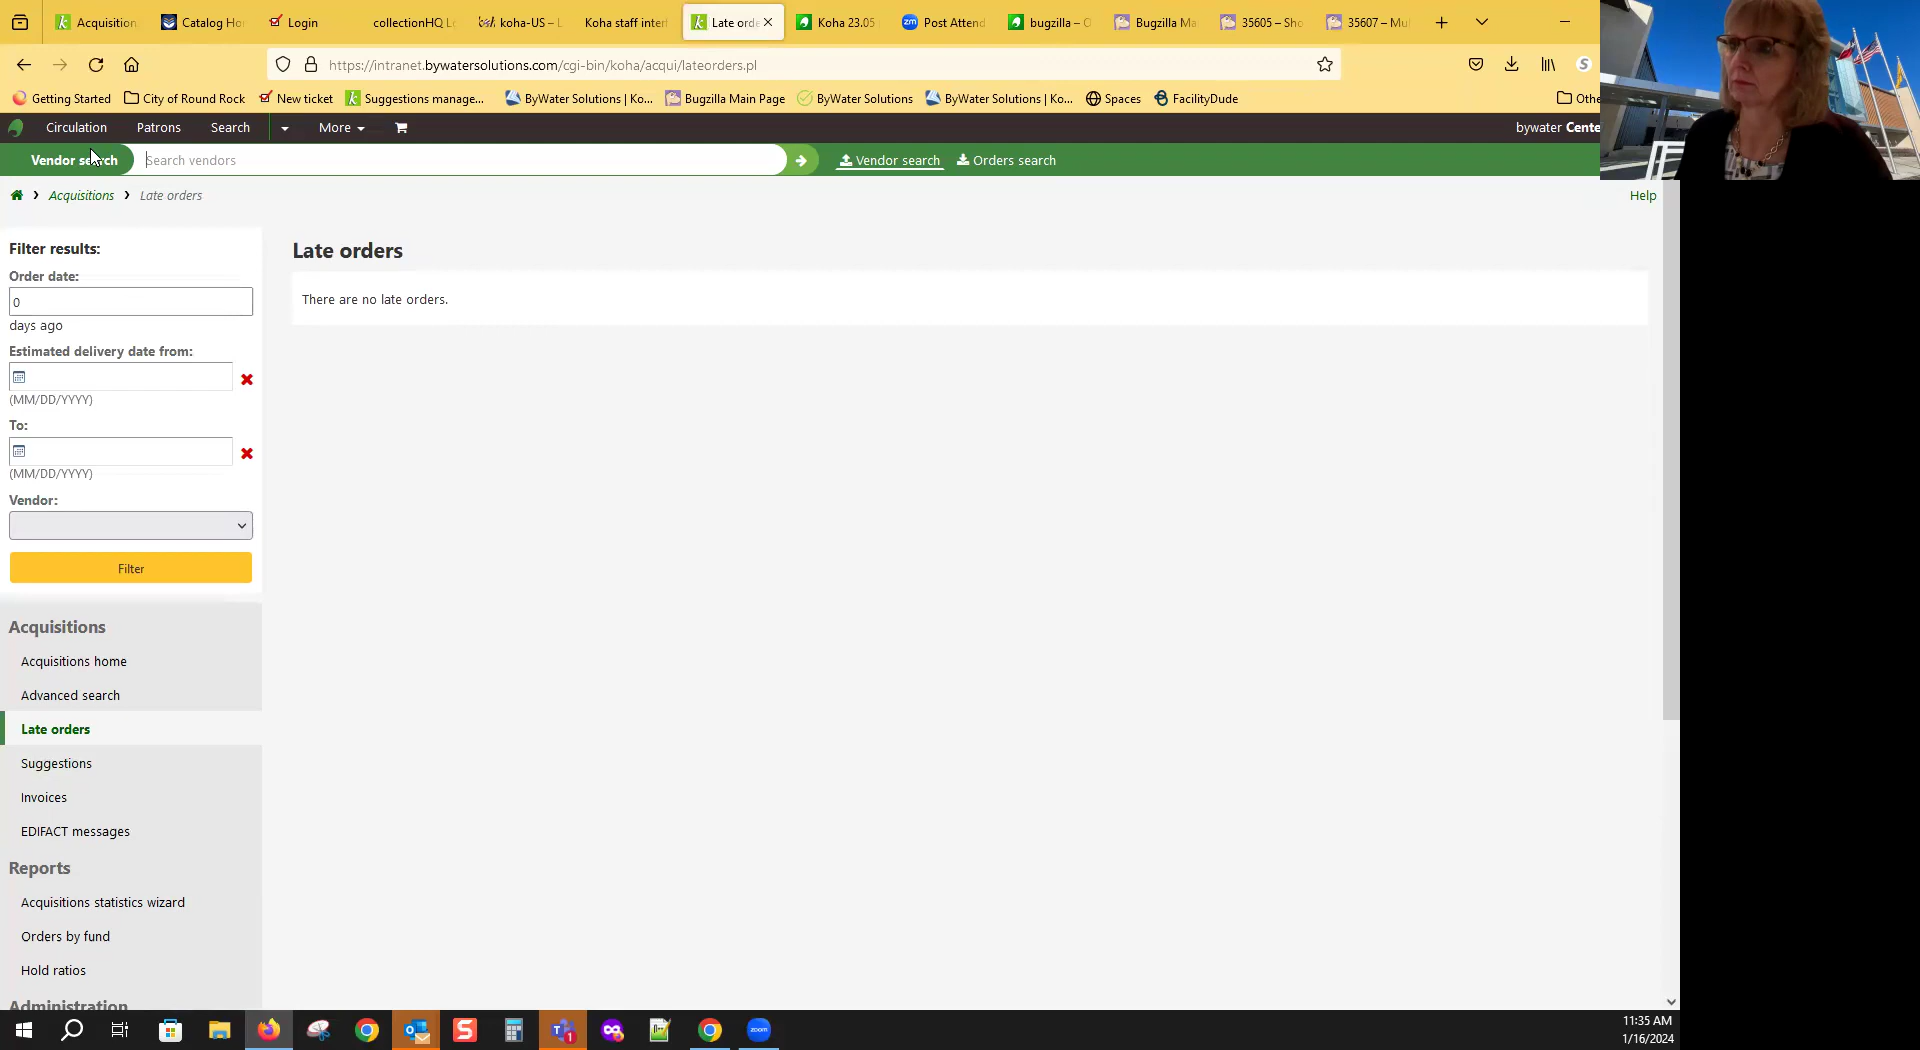 Acquisition
Catalog Ho
Login
collectionHQ L
koha-US – L
Koha staff inter
Late orde
Koha 23.05
Post Attend
bugzilla – C
Bugzilla Ma
35605 – Sho
35607 – Mu
https://intranet.bywatersolutions.com/cgi-bin/koha/acqui/lateorders.pl
Getting Started
City of Round Rock
New ticket
Suggestions manage...
ByWater Solutions | Ko...
Bugzilla Main Page
ByWater Solutions
ByWater Solutions | Ko...
Spaces
FacilityDude
Othe
Circulation
Patrons
Search
More
bywater Cente
Vendor search
Search vendors
Vendor search
Orders search
Acquisitions
Late orders
Help
Filter results:
Order date:
0
days ago
Estimated delivery date from:
(MM/DD/YYYY)
To:
(MM/DD/YYYY)
Vendor:
Filter
Late orders
There are no late orders.
Acquisitions
Acquisitions home
Advanced search
Late orders
Suggestions
Invoices
EDIFACT messages
Reports
Acquisitions statistics wizard
Orders by fund
Hold ratios
Administration
zoom
11:35 AM
1/16/2024